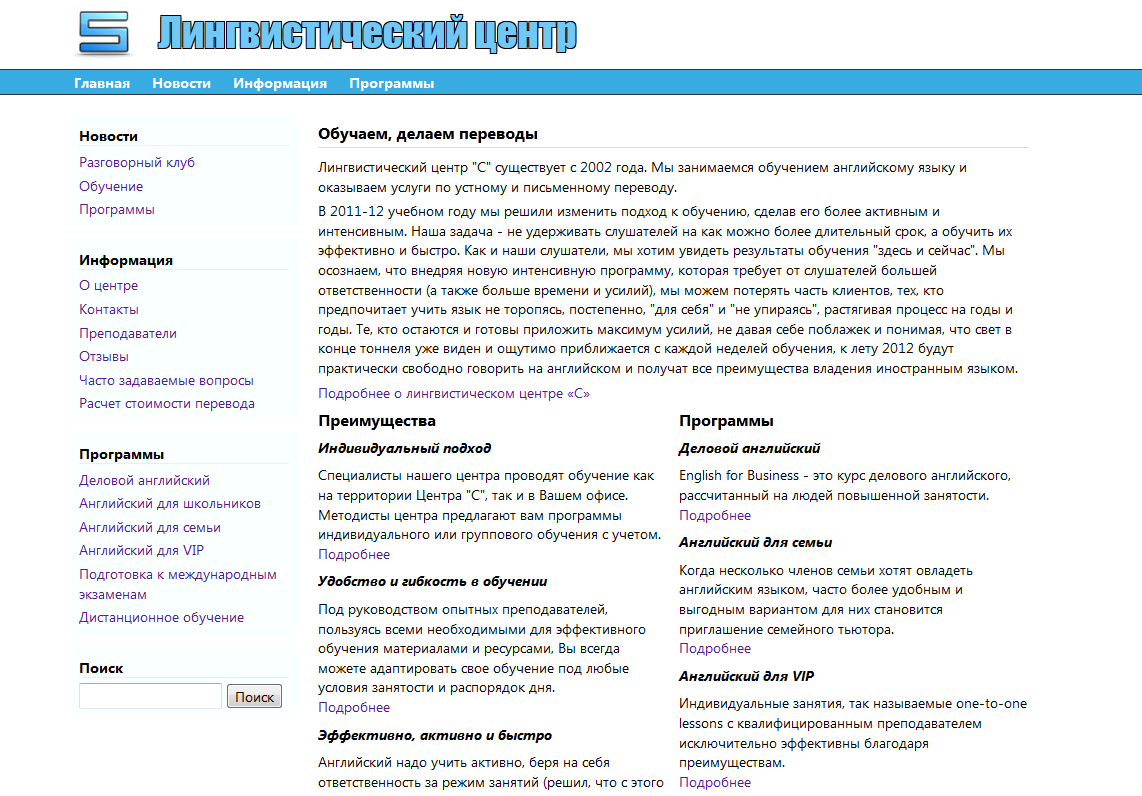 Лингвистический центр
Главная Новости Информация Программы
Новости
Разговорный клуб
Обучение
Программы
Информация
О центре
Контакты
Преподаватели
Отзывы
Часто задаваемые вопросы
Расчет стоимости перевода
Программы
Деловой английский
Английский для школьников
Английский для семьи
Английский для VIP
Подготовка к международным
экзаменам
Дистанционное обучение
Поиск
Поиск
Обучаем, делаем переводы
Лингвистический центр "С" существует с 2002 года. Мы занимаемся обучением английскому языку и
оказываем услуги по устному и письменному переводу.
В 2011-12 учебном году мы решили изменить подход к обучению, сделав его более активным и
интенсивным. Наша задача - не удерживать слушателей на как можно более длительный срок, а обучить их
эффективно и быстро. Как и наши слушатели, мы хотим увидеть результаты обучения "здесь и сейчас". Мы
осознаем, что внедряя новую интенсивную программу, которая требует от слушателей большей
ответственности (а также больше времени и усилий), мы можем потерять часть клиентов, тех, кто
предпочитает учить язык не торопясь, постепенно, "для себя" и "не упираясь", растягивая процесс на годы и
годы. Те, кто остаются и готовы приложить максимум усилий, не давая себе поблажек и понимая, что свет в
конце тоннеля уже виден и ощутимо приближается с каждой неделей обучения, к лету 2012 будут
практически свободно говорить на английском и получат все преимущества владения иностранным языком.
Подробнее о лингвистическом центре «С»
Преимущества
Индивидуальный подход
Специалисты нашего центра проводят обучение как
на территории Центра "С", так и в Вашем офисе.
Методисты центра предлагают вам программы
индивидуального или группового обучения с учетом.
Подробнее
Удобство и гибкость в обучении
Под руководством опытных преподавателей,
пользуясь всеми необходимыми для эффективного
обучения материалами и ресурсами, Вы всегда
можете адаптировать свое обучение под любые
условия занятости и распорядок дня.
Подробнее
Эффективно, активно и быстро
Английский надо учить активно, беря на себя
ответственность за режим занятий (решил, что с этого
Программы
Деловой английский
English for Business - это курс делового английского,
рассчитанный на людей повышенной занятости.
Подробнее
Английский для семьи
Когда несколько членов семьи хотят овладеть
английским языком, часто более удобным и
выгодным вариантом для них становится
приглашение семейного тьютора.
Подробнее
Английский для VIP
Индивидуальные занятия, так называемые one-to-one
lessons с квалифицированным преподавателем
исключительно эффективны благодаря
преимуществам.
Подробнее